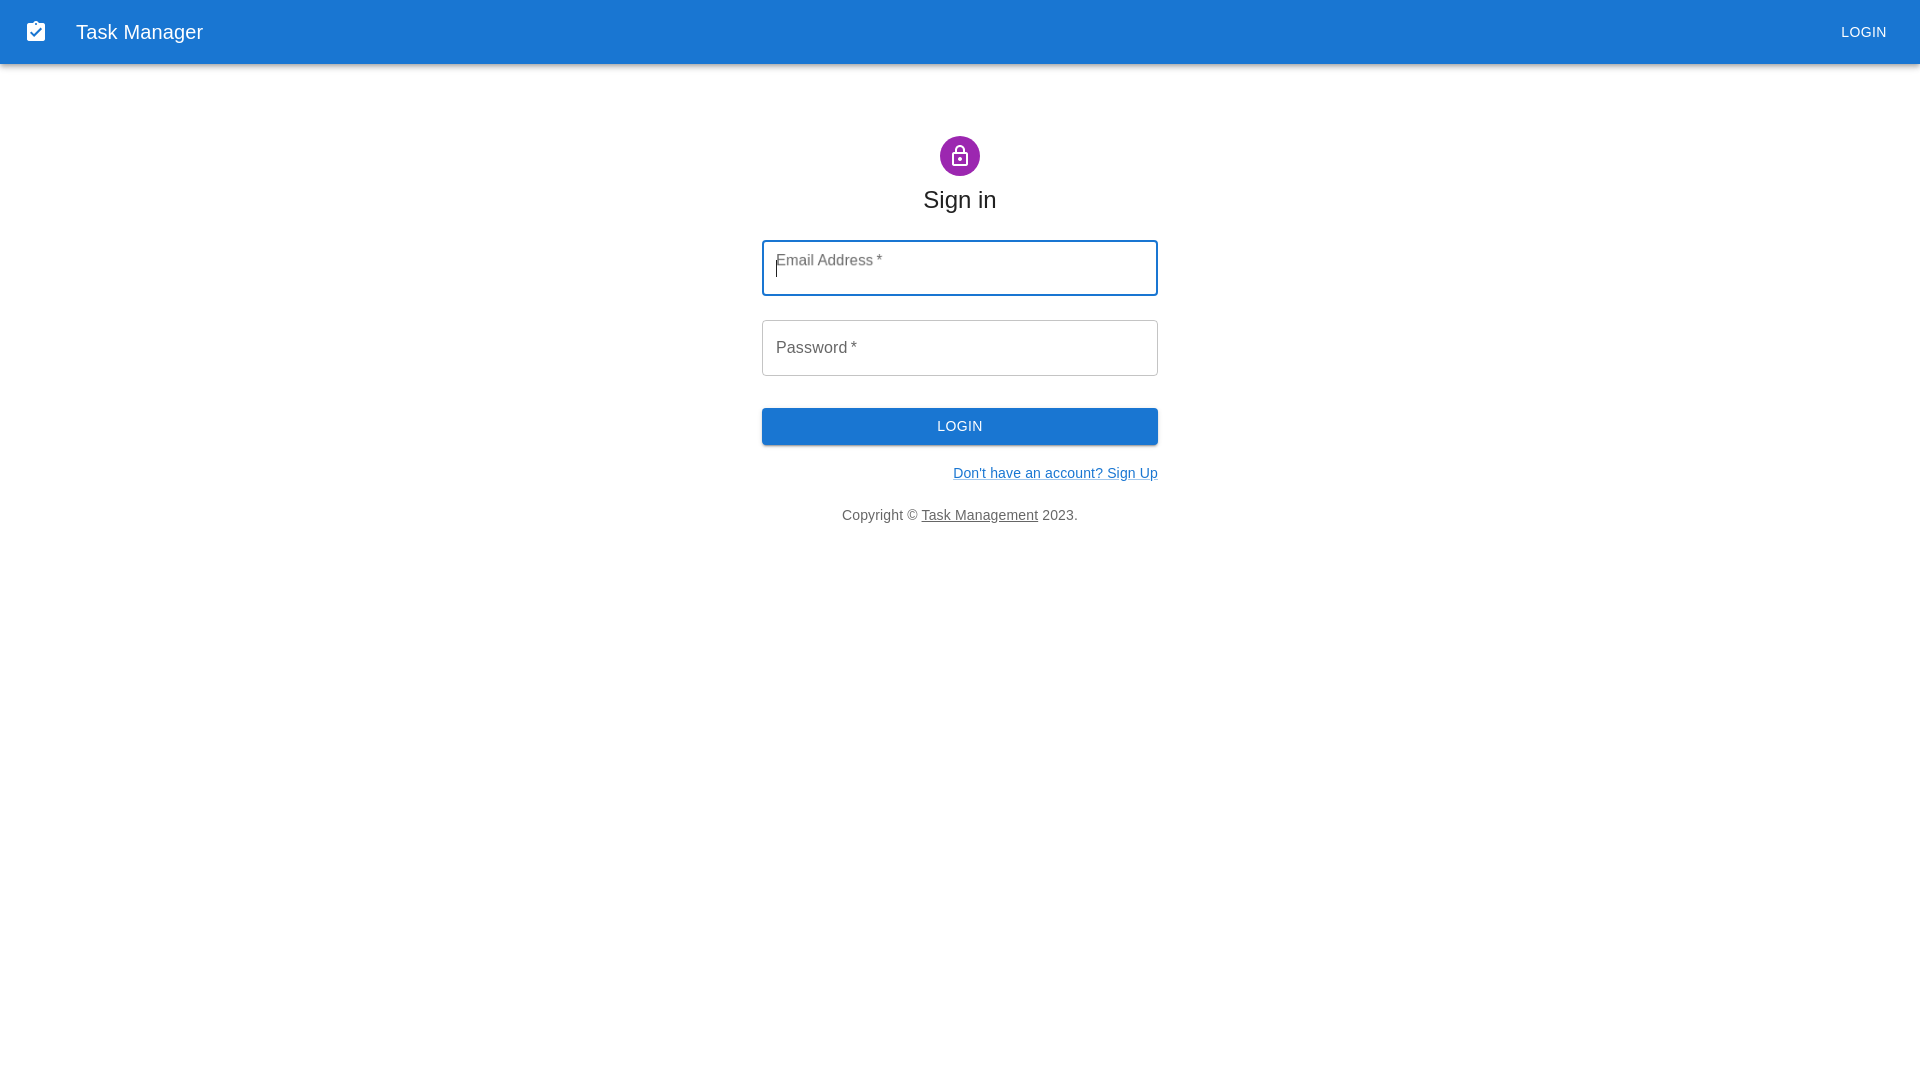 Task Manager
LOGIN
Sign in
Email Address *
Password *
LOGIN
Don't have an account? Sign Up
Copyright © Task Management 2023.